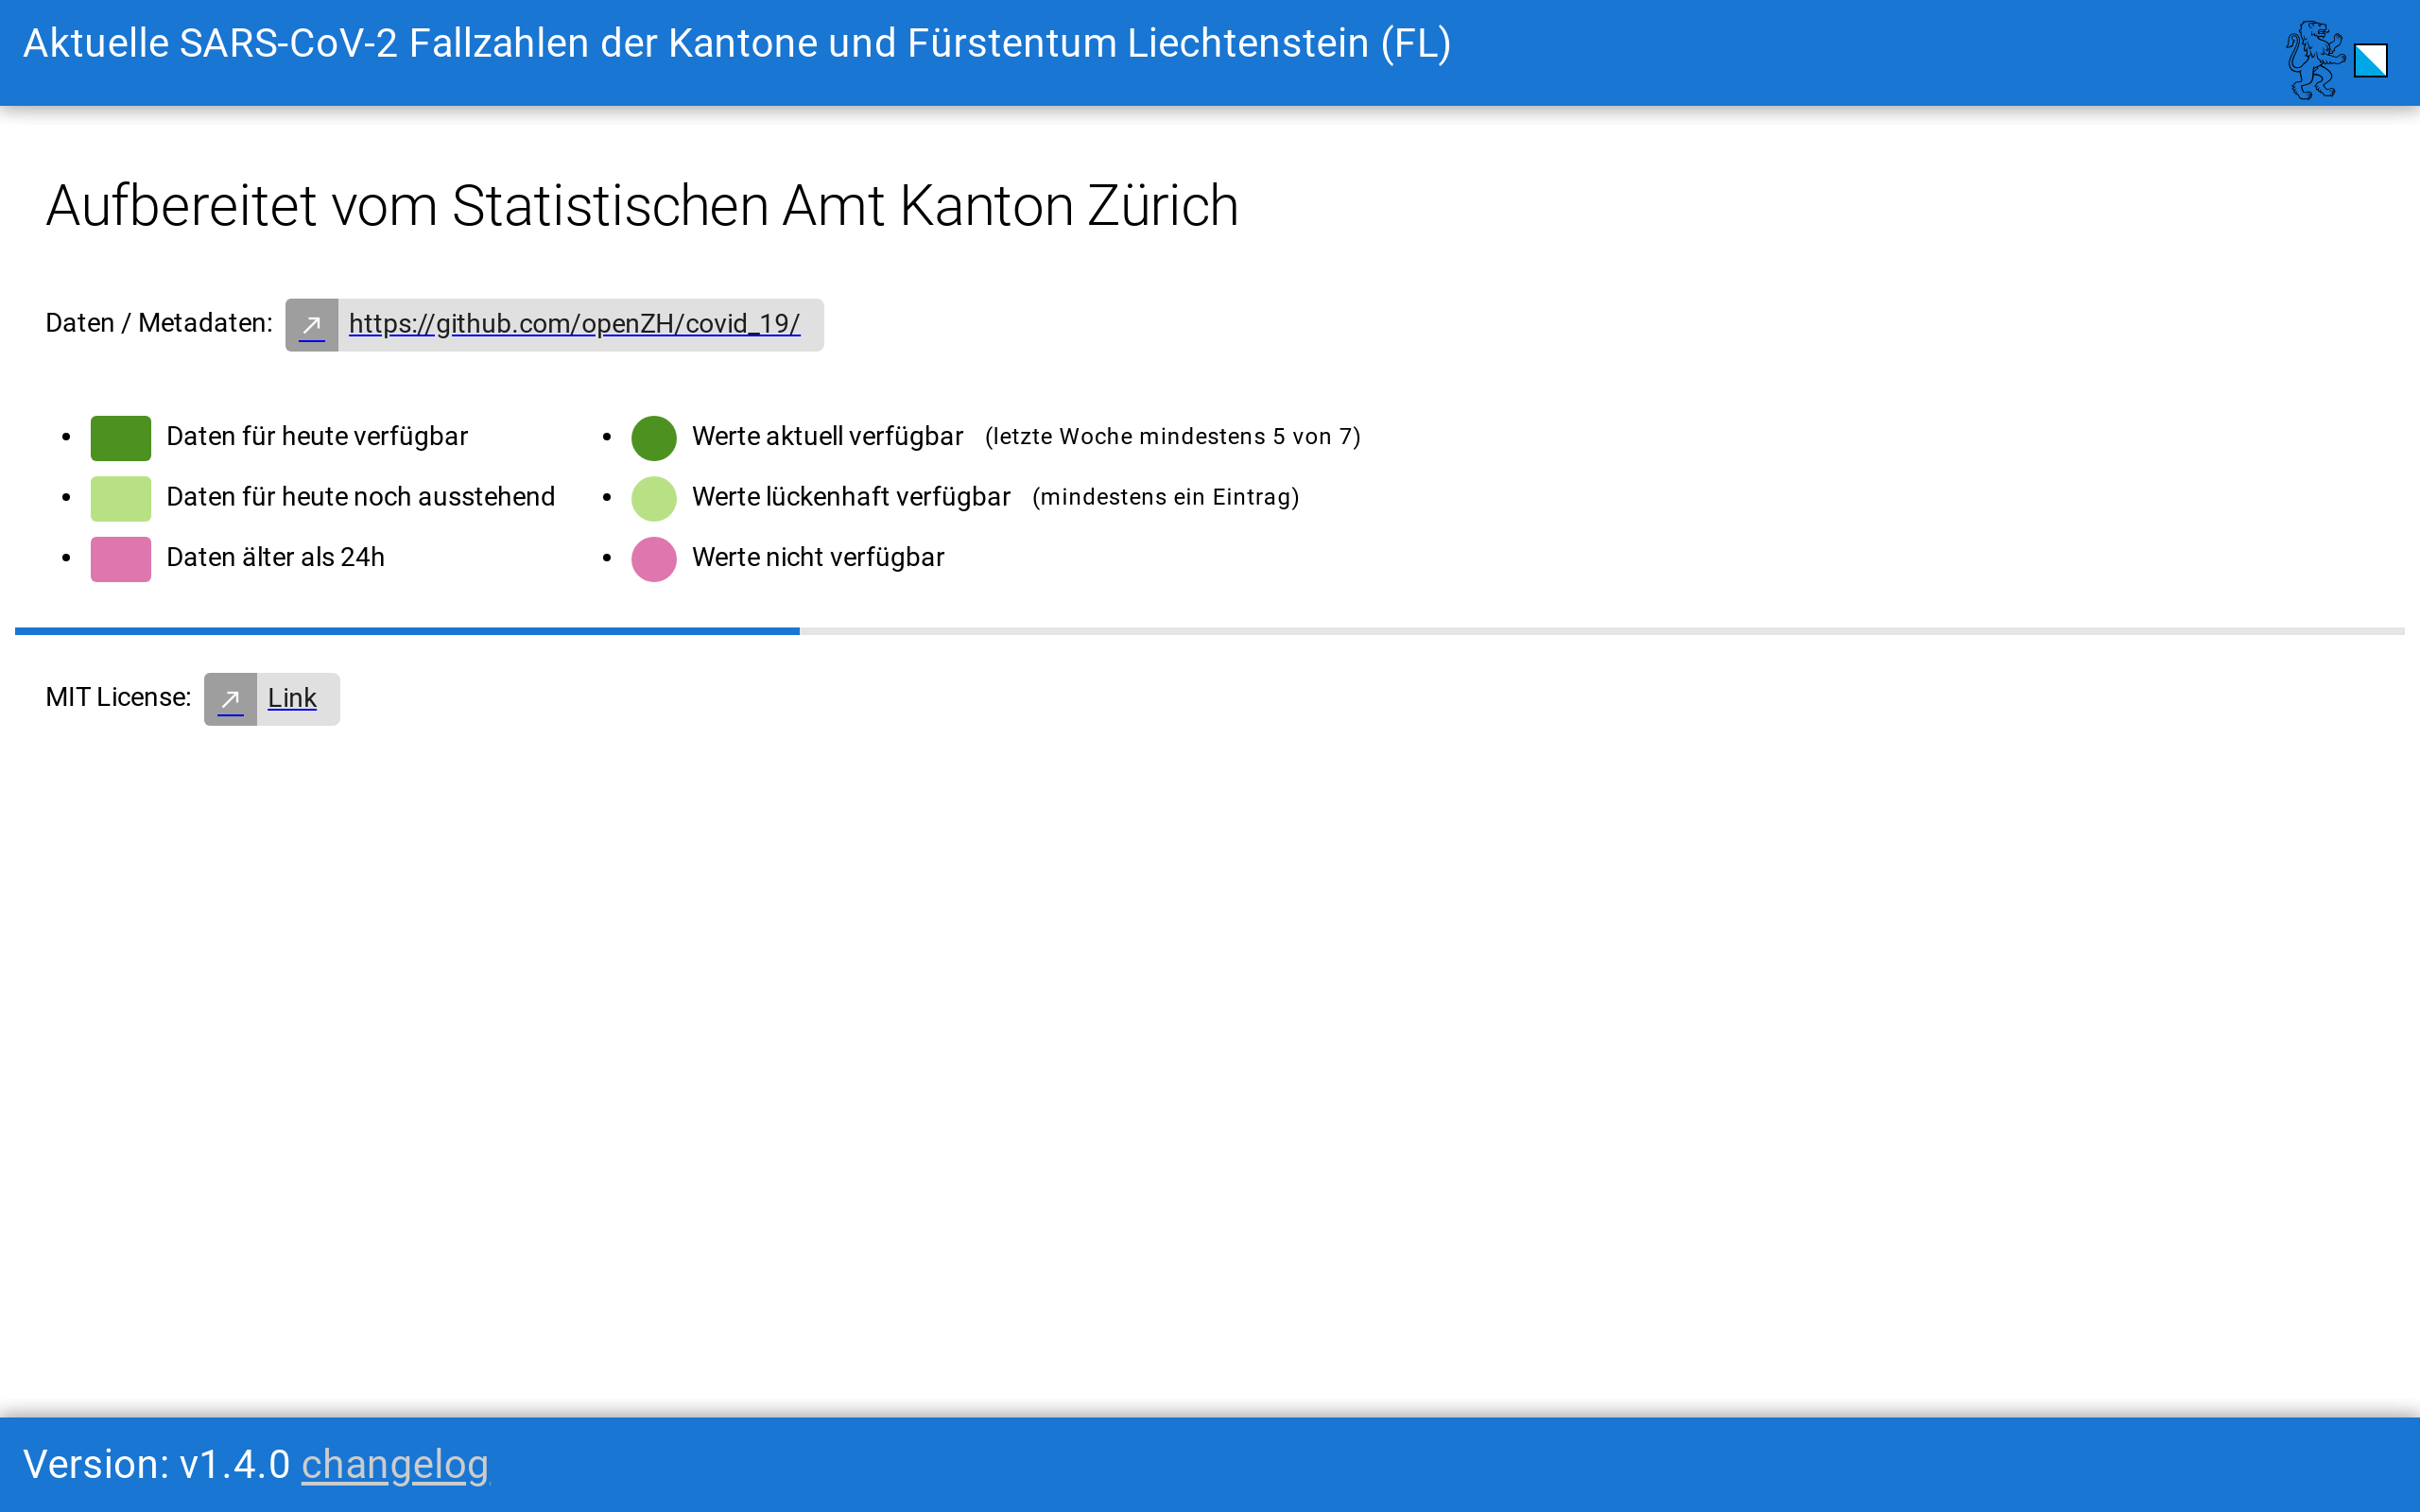 Aktuelle SARS-CoV-2 Fallzahlen der Kantone und Fürstentum Liechtenstein (FL)
Aufbereitet vom Statistischen Amt Kanton Zürich
Daten / Metadaten: https://github.com/openZH/covid_19/
Daten für heute verfügbar
Daten für heute noch ausstehend
Daten älter als 24h
Werte aktuell verfügbar (letzte Woche mindestens 5 von 7)
Werte lückenhaft verfügbar (mindestens ein Eintrag)
Werte nicht verfügbar
MIT License: Link
Version: v1.4.0 changelog